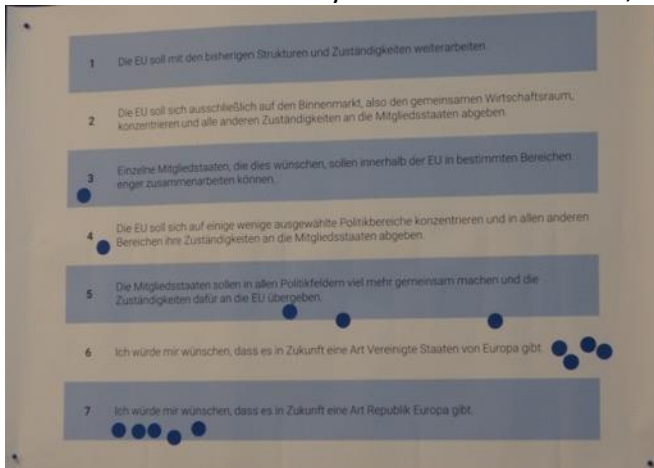 1 Die EU soll mit den bisherigen Strukturen und Zuständigkeiten weiterarbeiten.
2 Die EU soll sich ausschließlich auf den Binnenmarkt, also den gemeinsamen Wirtschaftsraum,
konzentrieren und alle anderen Zuständigkeiten an die Mitgliedsstaaten abgeben.
3 Einzelne Mitgliedstaaten, die dies wünschen, sollen innerhalb der EU in bestimmten Bereichen
enger zusammenarbeiten können.
4 Die EU soll sich auf einige wenige ausgewählte Politikbereiche konzentrieren und in allen anderen
Bereichen ihre Zuständigkeiten an die Mitgliedsstaaten abgeben.
5 Die Mitgliedsstaaten sollen in allen Politikfeldern viel mehr gemeinsam machen und die
Zuständigkeiten dafür an die EU übergeben.
6 Ich würde mir wünschen, dass es in Zukunft eine Art Vereinigte Staaten von Europa gibt.
7 Ich würde mir wünschen, dass es in Zukunft eine Art Republik Europa gibt.